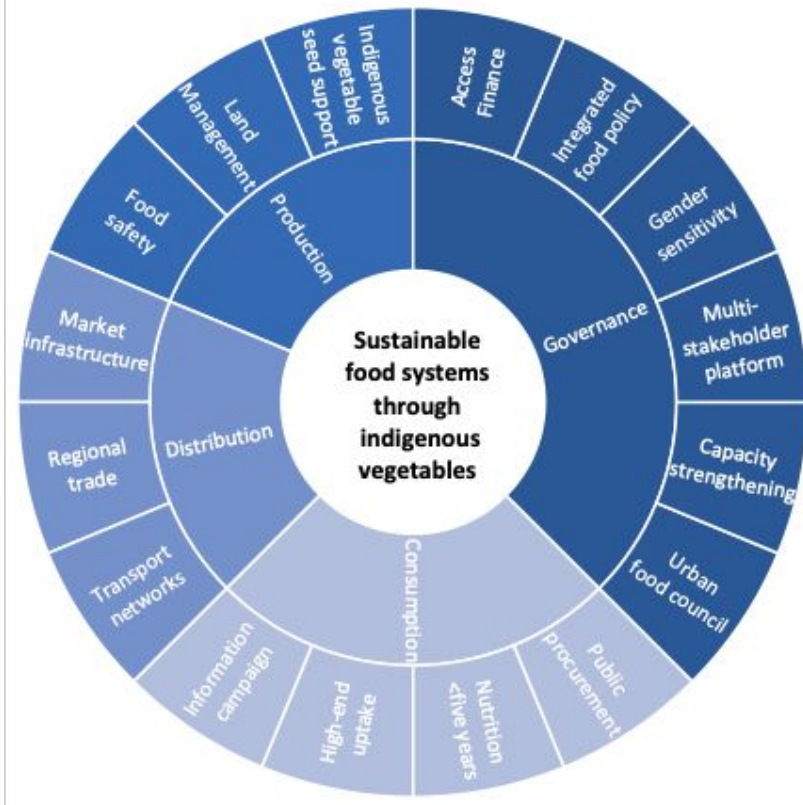 Sustainable
food systems
through
indigenous
vegetables
Governance
Access
Finance
Integrated
food policy
Gender
sensitivity
Multi-
stakeholder
platform
Capacity
strengthening
Urban
food council
Consumption
Public
procurement
Nutrition
<five years
High-end
uptake
Information
campaign
Distribution
Transport
networks
Regional
trade
Market
infrastructure
Production
Food
safety
Land
Management
Indigenous
vegetable
seed support